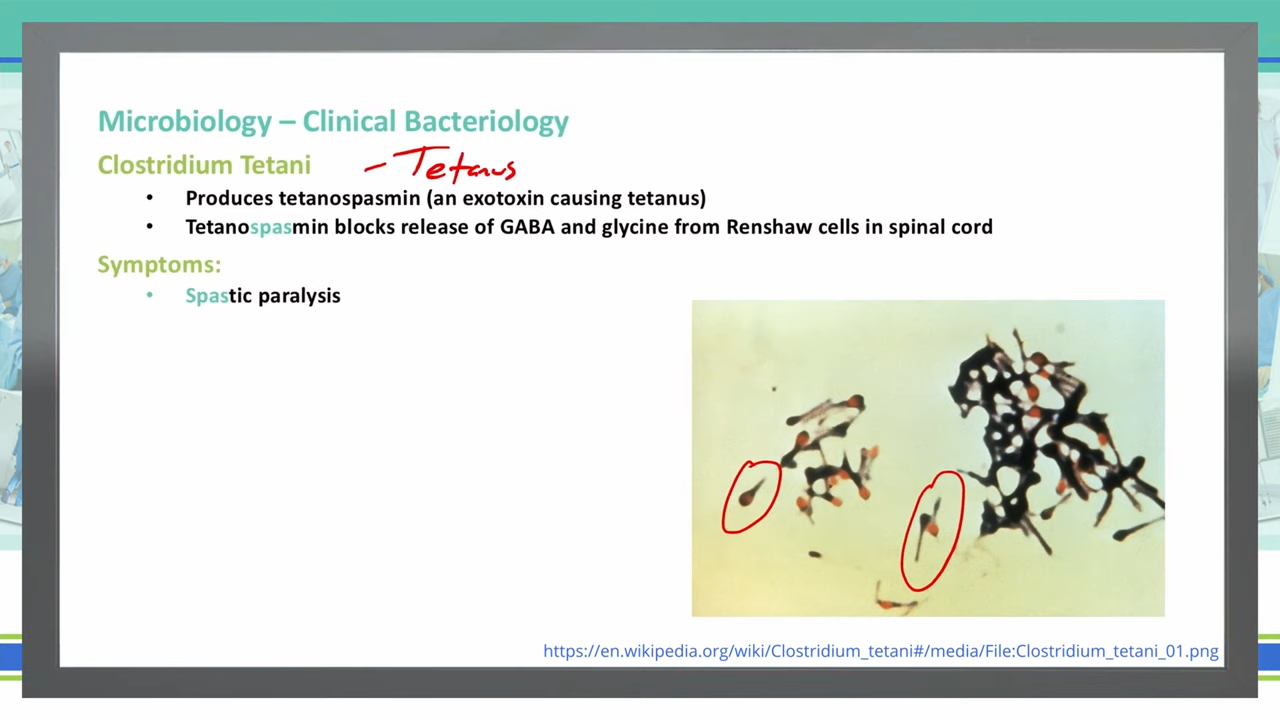 Microbiology – Clinical Bacteriology
Clostridium Tetani – Tetanus
• Produces tetanospasmin (an exotoxin causing tetanus)
• Tetanospasmin blocks release of GABA and glycine from Renshaw cells in spinal cord
Symptoms:
• Spastic paralysis
https://en.wikipedia.org/wiki/Clostridium_tetani#/media/File:Clostridium_tetani_01.png